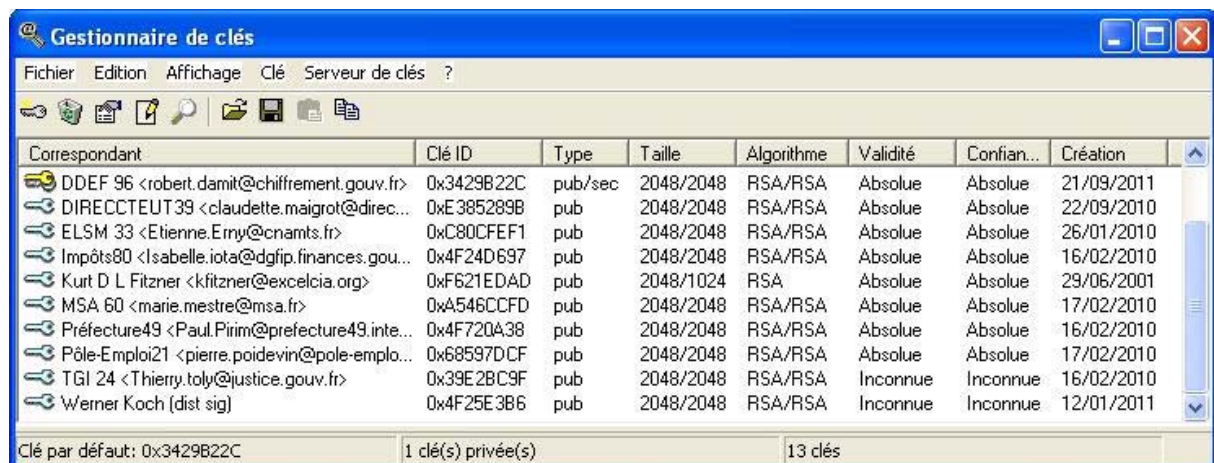 Gestionnaire de clés
Fichier Edition Affichage Clé Serveur de clés ?
Correspondant Clé ID Type Taille Algorithme Validité Confian... Création
DDEF 96 <robert.damit@chiffrement.gouv.fr> 0x3429B22C pub/sec 2048/2048 RSA/RSA Absolue Absolue 21/09/2011
DIRECCTEUT39 <claudette.maigrot@direc... 0xE385289B pub 2048/2048 RSA/RSA Absolue Absolue 22/09/2010
ELSM 33 <Etienne.Erny@cnamts.fr> 0xC80CFEF1 pub 2048/2048 RSA/RSA Absolue Absolue 26/01/2010
Impôts80 <Isabelle.iota@dgfip.finances.gou... 0x4F24D697 pub 2048/2048 RSA/RSA Absolue Absolue 16/02/2010
Kurt D L Fitzner <kfitzner@excelcia.org> 0xF621EDAD pub 2048/1024 RSA Absolue Absolue 29/06/2001
MSA 60 <marie.mestre@msa.fr> 0xA546CCFD pub 2048/2048 RSA/RSA Absolue Absolue 17/02/2010
Préfecture49 <Paul.Pirim@prefecture49.inte... 0x4F720A38 pub 2048/2048 RSA/RSA Absolue Absolue 16/02/2010
Pôle-Emploi21 <pierre.poidevin@pole-emplo... 0x68597DCF pub 2048/2048 RSA/RSA Absolue Absolue 17/02/2010
TGI 24 <Thierry.toly@justice.gouv.fr> 0x39E2BC9F pub 2048/2048 RSA/RSA Inconnue Inconnue 16/02/2010
Werner Koch (dist sig) 0x4F25E3B6 pub 2048/2048 RSA/RSA Inconnue Inconnue 12/01/2011
Clé par défaut: 0x3429B22C 1 clé(s) privée(s) 13 clés